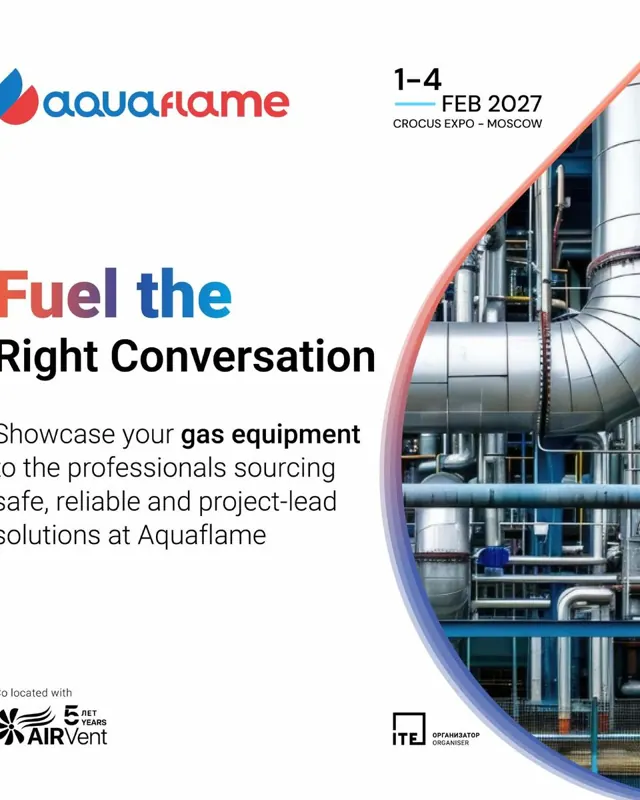 aquaflame
1–4
FEB 2027
CROCUS EXPO – MOSCOW
Fuel the
Right Conversation
Showcase your gas equipment
to the professionals sourcing
safe, reliable and project-lead
solutions at Aquaflame
Co located with
AIRVent
5 ЛЕТ
YEARS
ITE
ОРГАНИЗАТОР
ORGANISER